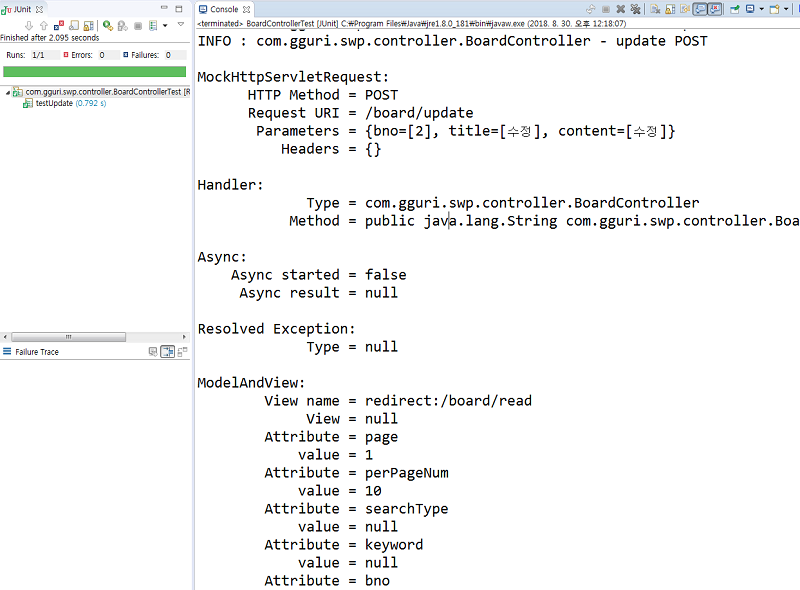 JUnit
Finished after 2.095 seconds
Runs: 1/1 Errors: 0 Failures: 0
com.gguri.swp.controller.BoardControllerTest [R
testUpdate (0.792 s)
Failure Trace
Console
<terminated> BoardControllerTest [JUnit] C:₩Program Files₩Java₩jre1.8.0_181₩bin₩javaw.exe (2018. 8. 30. 오후 12:18:07)
INFO : com.gguri.swp.controller.BoardController - update POST
MockHttpServletRequest:
HTTP Method = POST
Request URI = /board/update
Parameters = {bno=[2], title=[수정], content=[수정]}
Headers = {}
Handler:
Type = com.gguri.swp.controller.BoardController
Method = public java.lang.String com.gguri.swp.controller.Boa
Async:
Async started = false
Async result = null
Resolved Exception:
Type = null
ModelAndView:
View name = redirect:/board/read
View = null
Attribute = page
value = 1
Attribute = perPageNum
value = 10
Attribute = searchType
value = null
Attribute = keyword
value = null
Attribute = bno